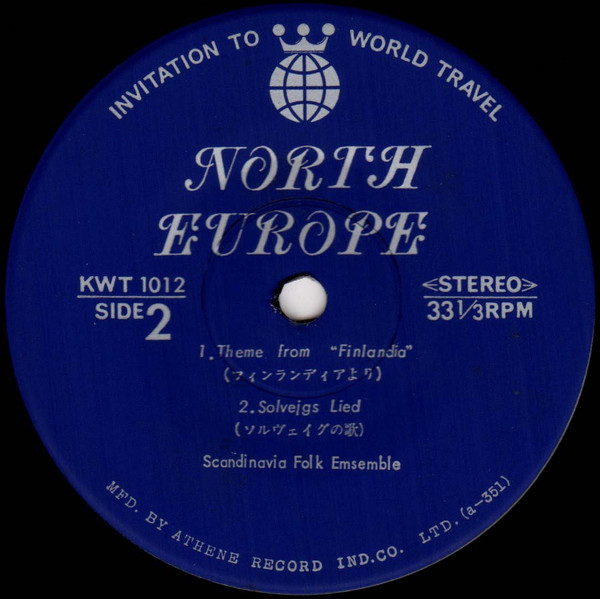 INVITATION TO WORLD TRAVEL
NORTH
EUROPE
KWT 1012
SIDE 2
<STEREO>
33 1/3 RPM
1.Theme from "Finlandia"
(フィンランディアより)
2.Solvejgs Lied
(ソルヴェイグの歌)
Scandinavia Folk Emsemble
MFD. BY ATHENE RECORD IND.CO. LTD.(a-351)